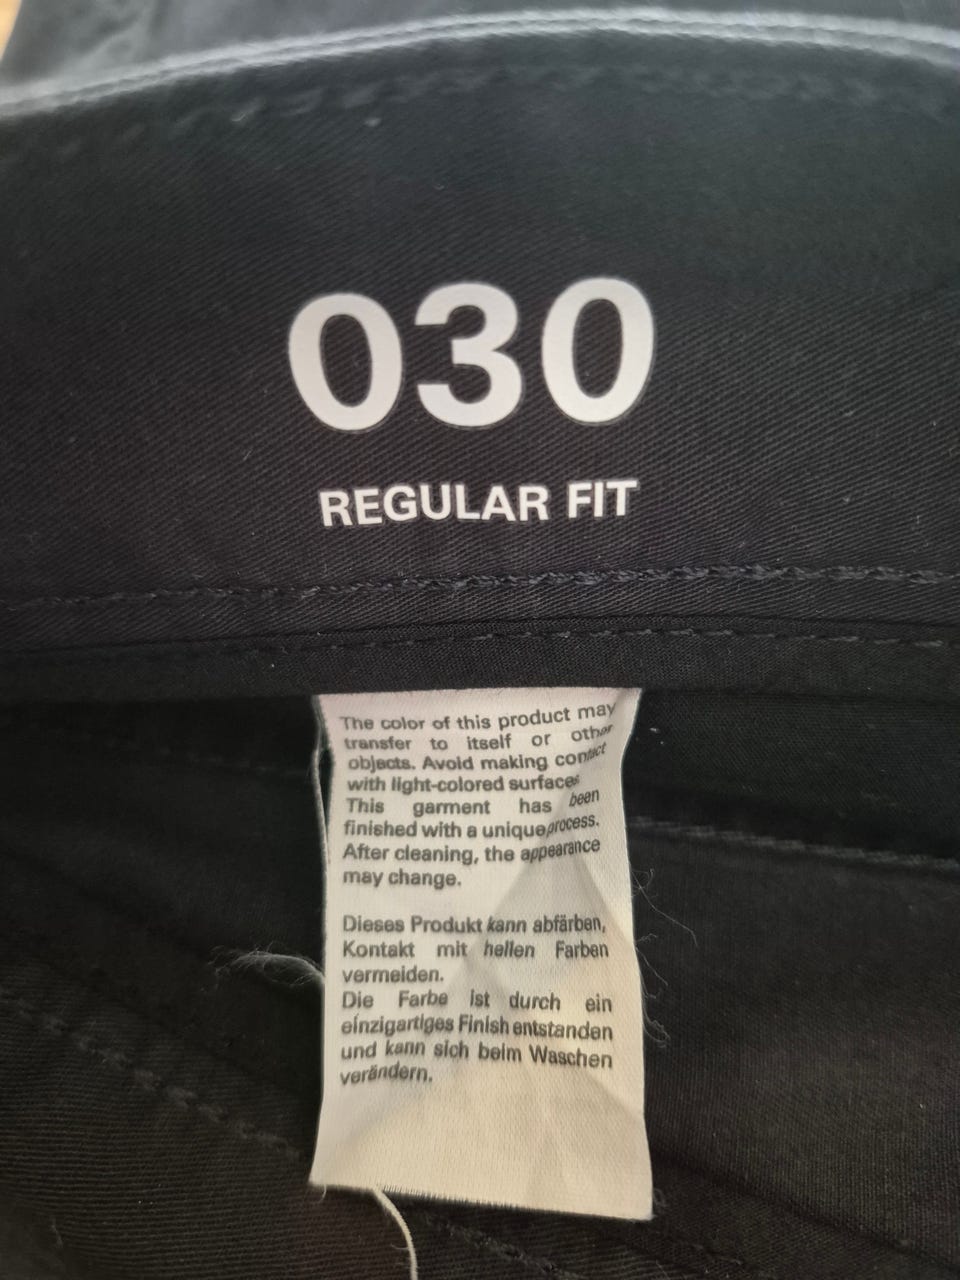 030
REGULAR FIT
The color of this product may
transfer to itself or other
objects. Avoid making contact
with light-colored surfaces
This garment has been
finished with a unique process.
After cleaning, the appearance
may change.
Dieses Produkt kann abfärben,
Kontakt mit hellen Farben
vermeiden.
Die Farbe ist durch ein
einzigartiges Finish entstanden
und kann sich beim Waschen
verändern.